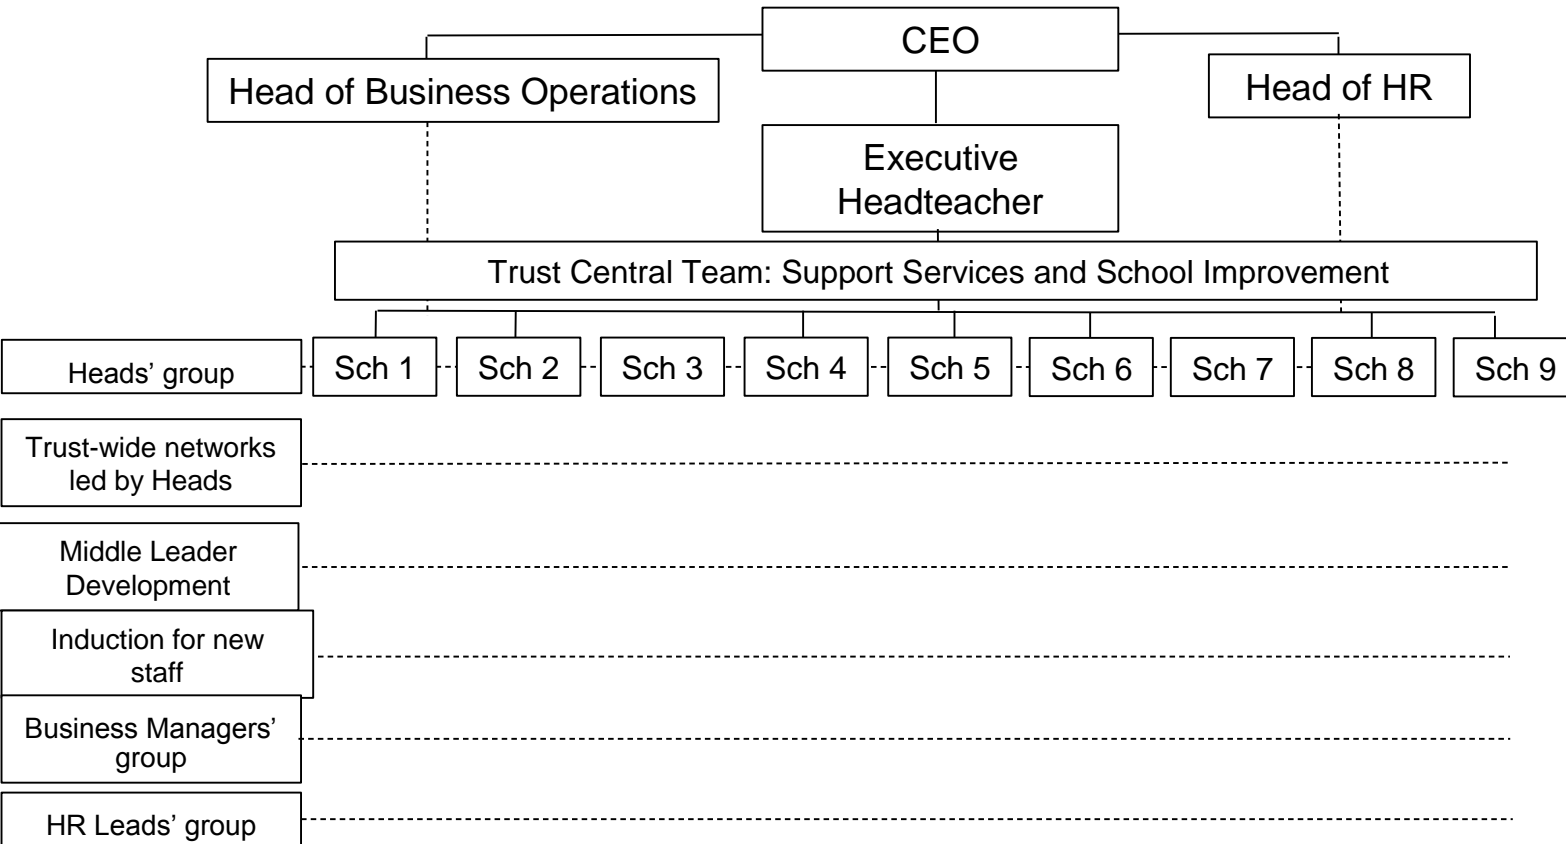 CEO
Head of Business Operations
Head of HR
Executive
Headteacher
Trust Central Team: Support Services and School Improvement
Heads’ group
Sch 1
Sch 2
Sch 3
Sch 4
Sch 5
Sch 6
Sch 7
Sch 8
Sch 9
Trust-wide networks
led by Heads
Middle Leader
Development
Induction for new
staff
Business Managers’
group
HR Leads’ group